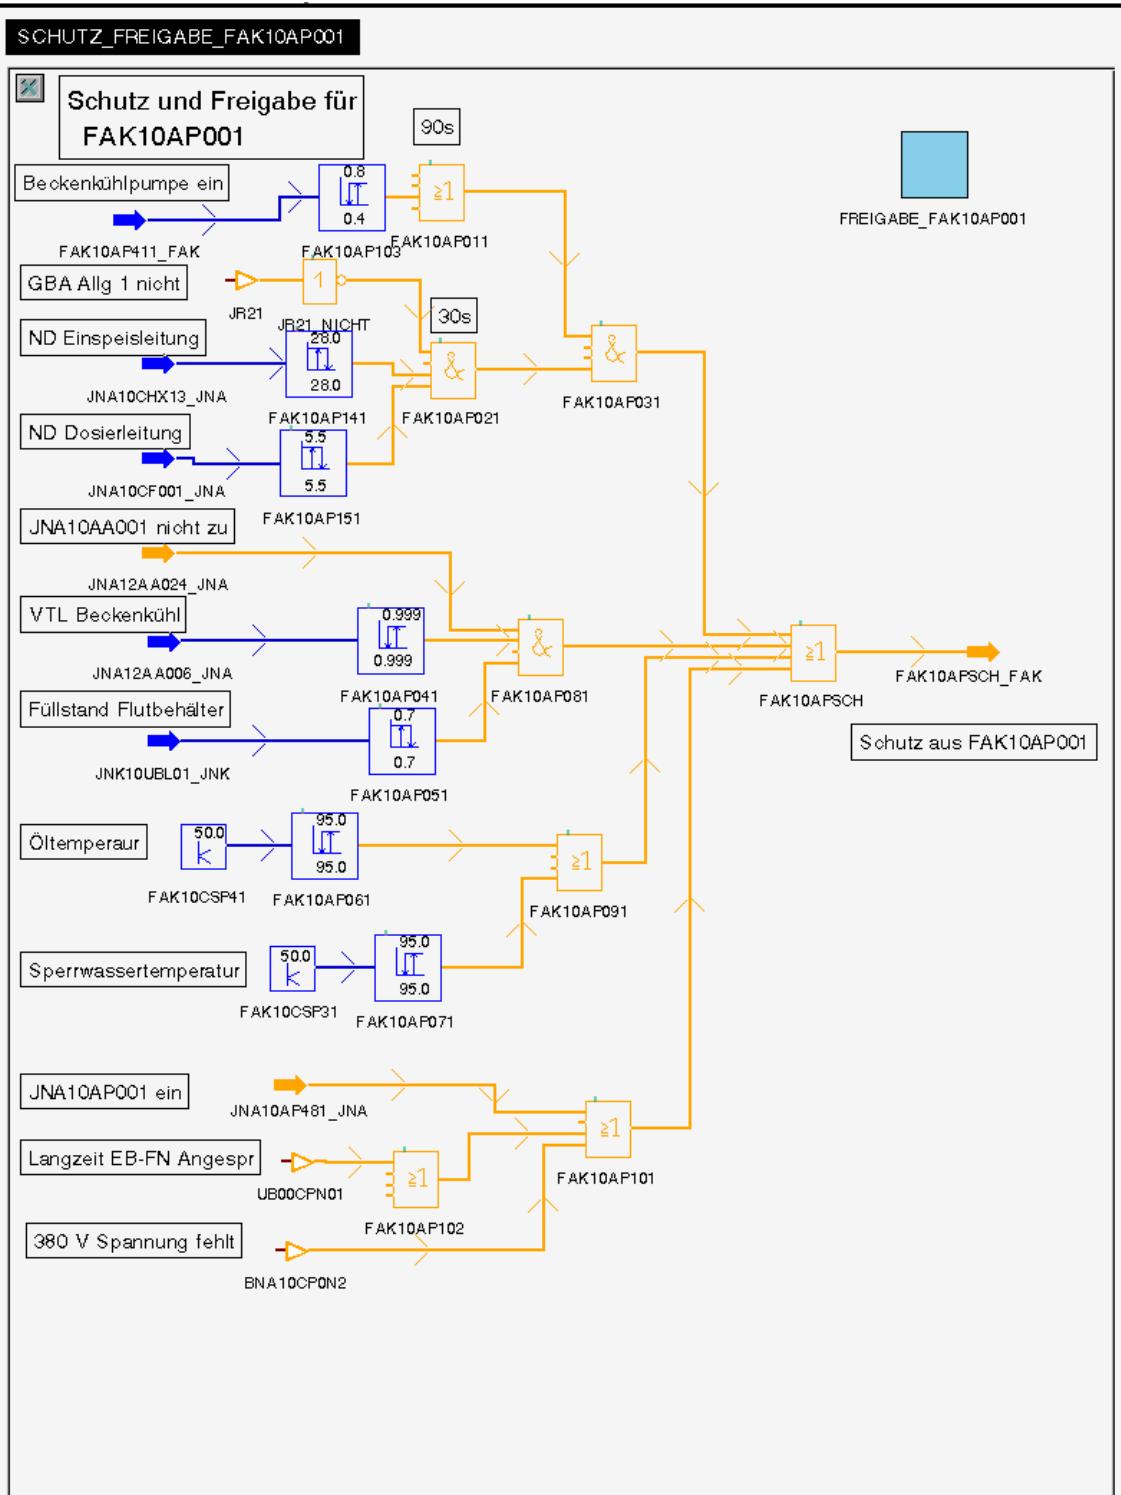 SCHUTZ_FREIGABE_FAK10AP001
Schutz und Freigabe für
FAK10AP001
90s
Beckenkühlpumpe ein
0.8
≥1
0.4
FAK10AP411_FAK
FAK10AP103
FAK10AP011
FREIGABE_FAK10AP001
GBA Allg 1 nicht
1
JR21
JR21_NICHT
30s
ND Einspeisleitung
28.0
&
28.0
&
JNA10CHX13_JNA
FAK10AP141
FAK10AP021
FAK10AP031
ND Dosierleitung
5.5
5.5
JNA10CF001_JNA
FAK10AP151
JNA10AA001 nicht zu
JNA12AA024_JNA
VTL Beckenkühl
0.999
&
0.999
≥1
JNA12AA006_JNA
FAK10AP041
FAK10AP081
FAK10APSCH
FAK10APSCH_FAK
Füllstand Flutbehälter
0.7
0.7
Schutz aus FAK10AP001
JNK10UBL01_JNK
FAK10AP051
Öltemperaur
50.0
95.0
95.0
≥1
FAK10CSP41
FAK10AP061
FAK10AP091
Sperrwassertemperatur
50.0
95.0
95.0
FAK10CSP31
FAK10AP071
JNA10AP001 ein
JNA10AP481_JNA
≥1
Langzeit EB-FN Angespr
UB00CPN01
≥1
FAK10AP101
FAK10AP102
380 V Spannung fehlt
BNA10CP0N2